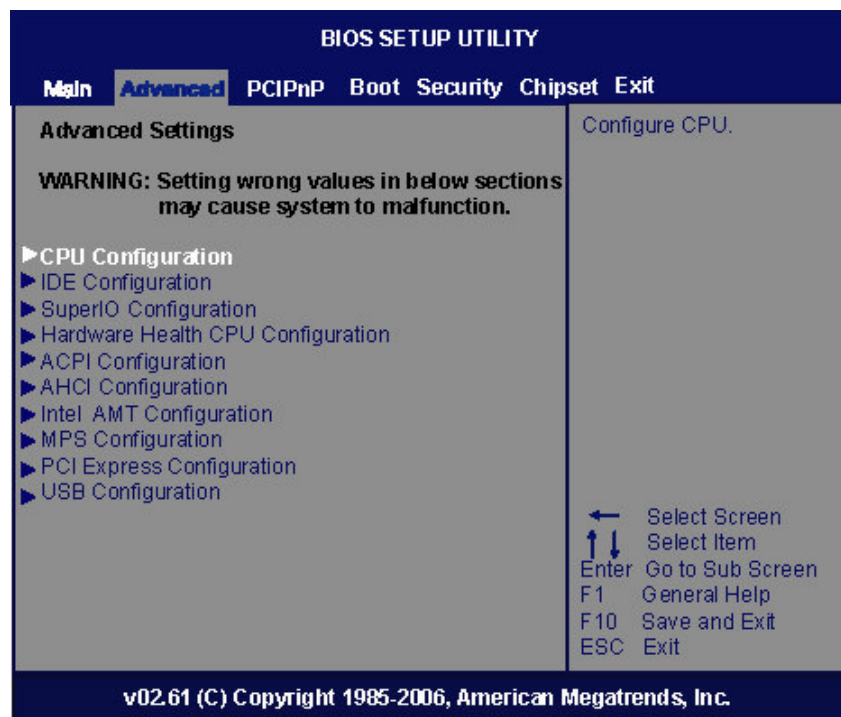 BIOS SETUP UTILITY
Main Advanced PCIPnP Boot Security Chipset Exit
Advanced Settings
WARNING: Setting wrong values in below sections
may cause system to malfunction.
CPU Configuration
IDE Configuration
SuperIO Configuration
Hardware Health CPU Configuration
ACPI Configuration
AHCI Configuration
Intel AMT Configuration
MPS Configuration
PCI Express Configuration
USB Configuration
Configure CPU.
← Select Screen
↑↓ Select Item
Enter Go to Sub Screen
F1 General Help
F10 Save and Exit
ESC Exit
v02.61 (C) Copyright 1985-2006, American Megatrends, Inc.